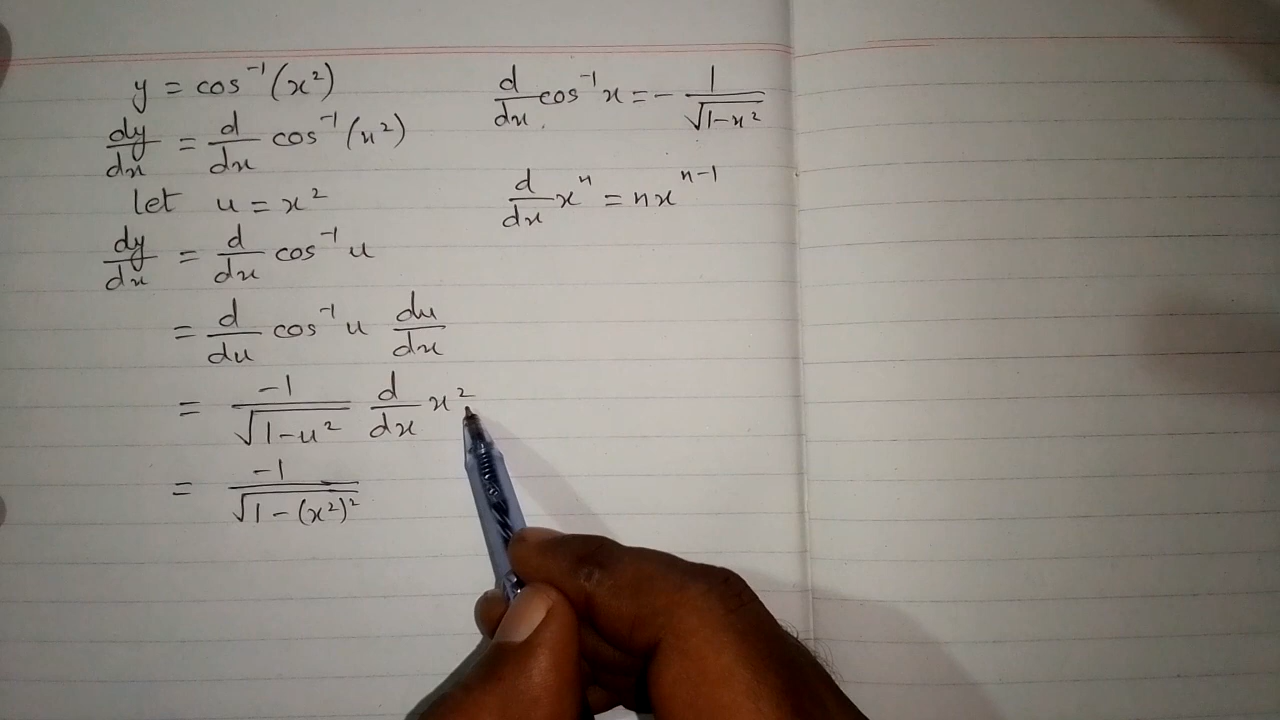 y = cos⁻¹(x²)
dy/dx = d/dx cos⁻¹(x²)
let u = x²
dy/dx = d/dx cos⁻¹ u
= d/du cos⁻¹ u du/dx
= -1/√(1-u²) d/dx x²
= -1/√(1-(x²)²)
d/dx cos⁻¹ x = - 1/√(1-x²)
d/dx xⁿ = nxⁿ⁻¹